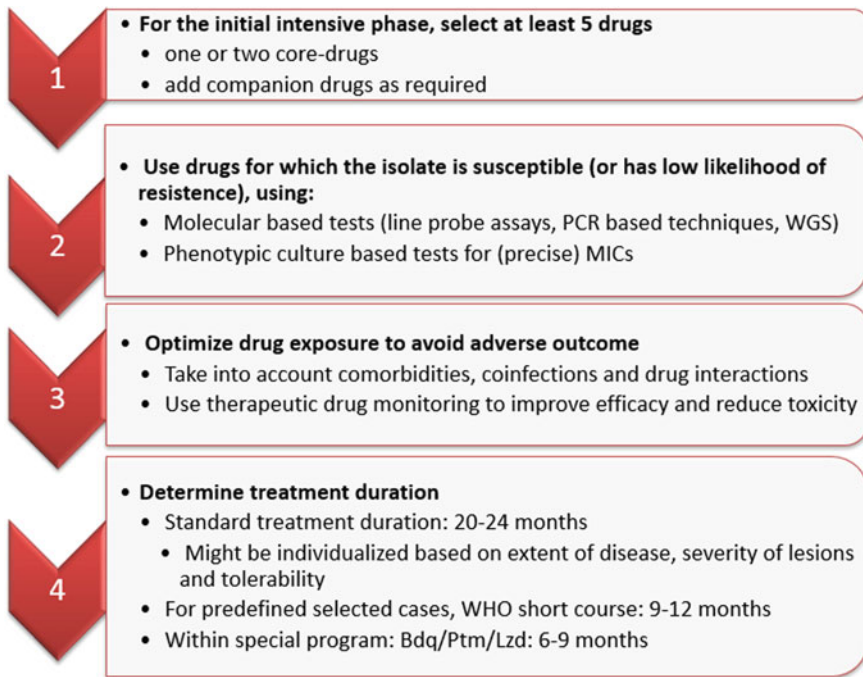 1
• For the initial intensive phase, select at least 5 drugs
• one or two core-drugs
• add companion drugs as required
2
• Use drugs for which the isolate is susceptible (or has low likelihood of
resistence), using:
• Molecular based tests (line probe assays, PCR based techniques, WGS)
• Phenotypic culture based tests for (precise) MICs
3
• Optimize drug exposure to avoid adverse outcome
• Take into account comorbidities, coinfections and drug interactions
• Use therapeutic drug monitoring to improve efficacy and reduce toxicity
4
• Determine treatment duration
• Standard treatment duration: 20-24 months
• Might be individualized based on extent of disease, severity of lesions
and tolerability
• For predefined selected cases, WHO short course: 9-12 months
• Within special program: Bdq/Ptm/Lzd: 6-9 months